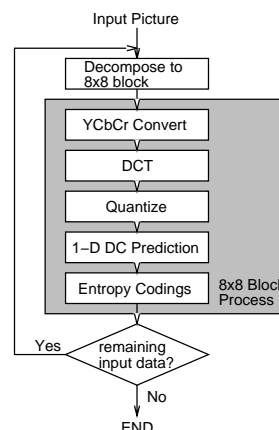 Input Picture
Decompose to
8x8 block
YCbCr Convert
DCT
Quantize
1-D DC Prediction
Entropy Codings
8x8 Block
Process
Yes
remaining
input data?
No
END